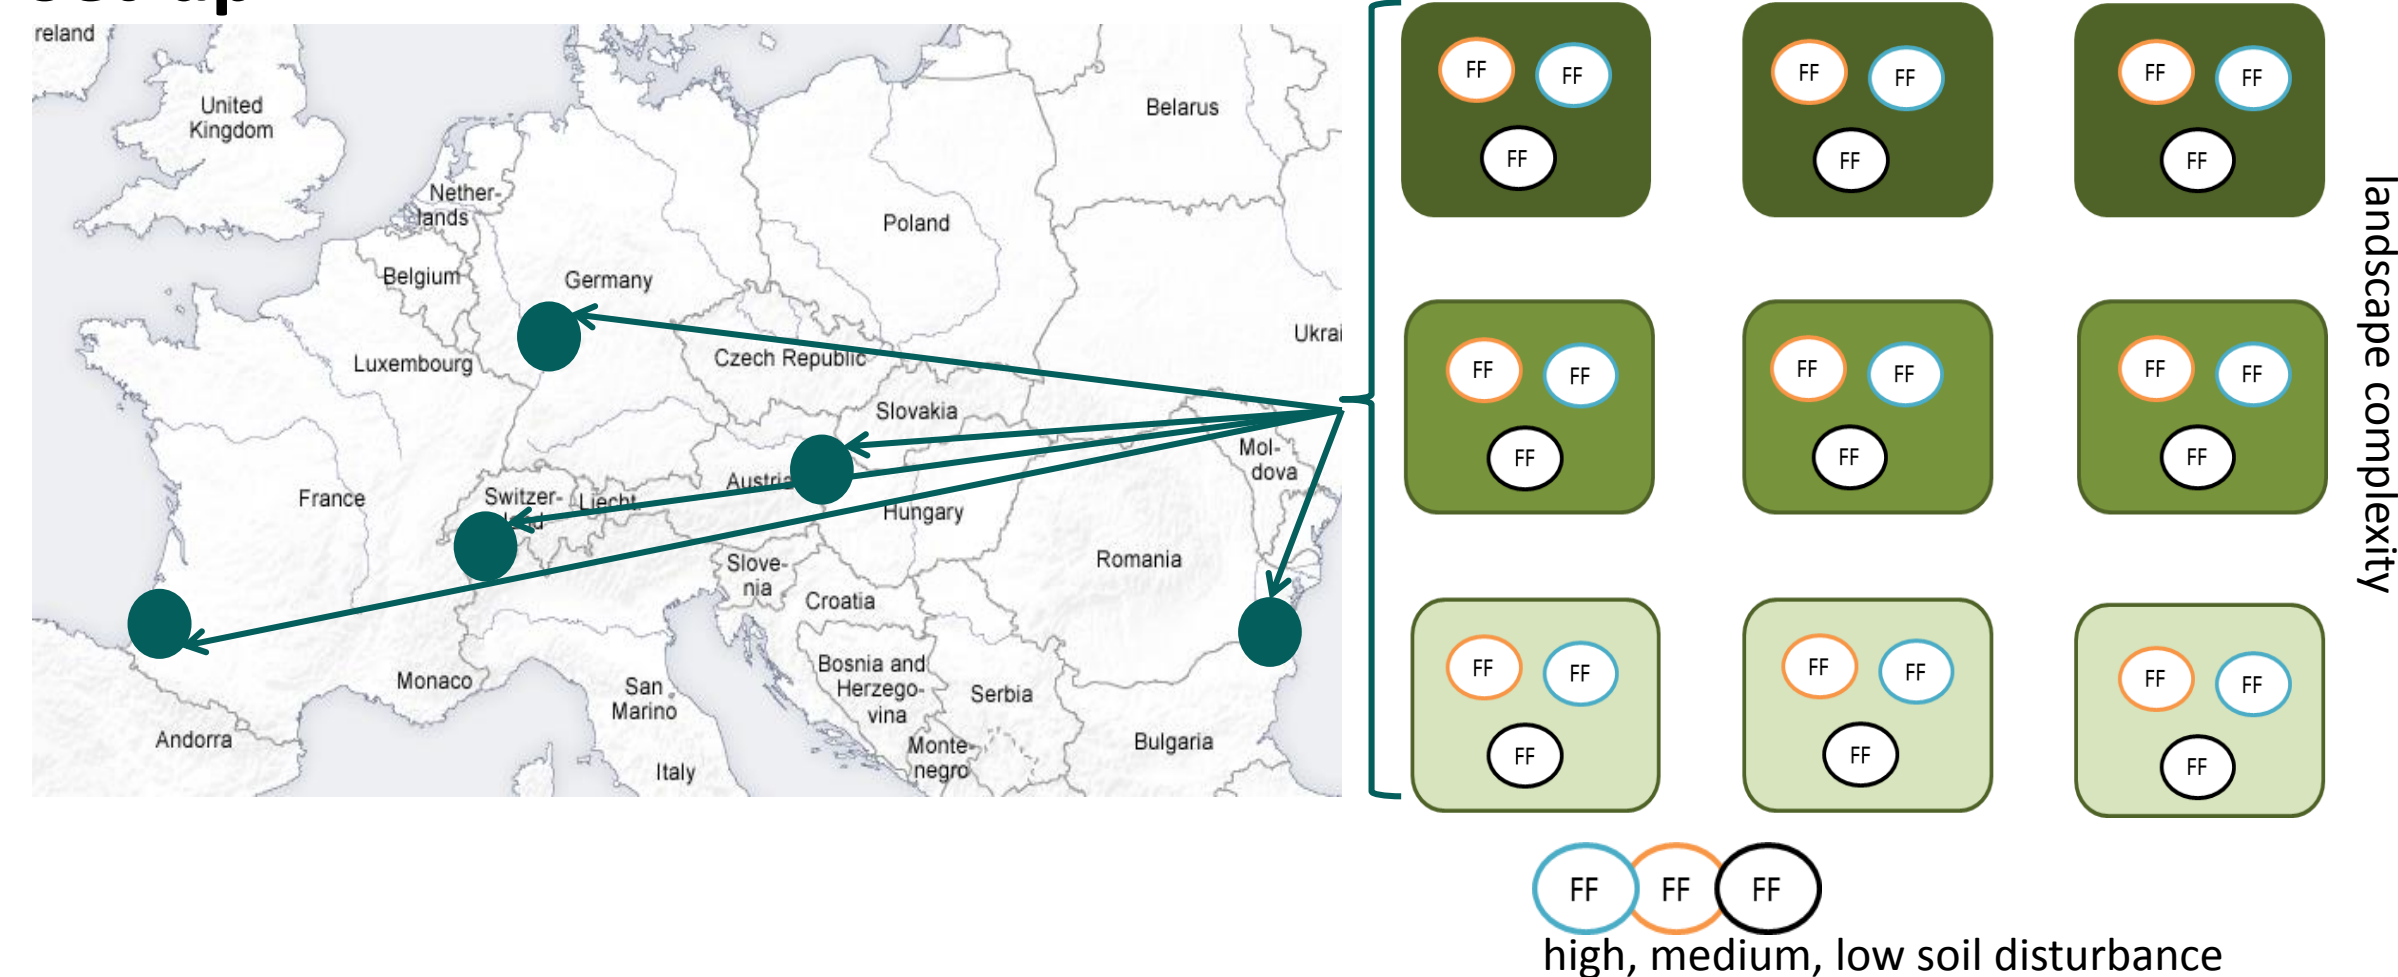 set-up
reland
United
Kingdom
Belarus
Nether-
lands
Poland
Belgium
Germany
Ukrai
Czech Republic
Luxembourg
Slovakia
Mol-
dova
Austria
France
Switzer-
land
Liecht.
Hungary
Romania
Slove-
nia
Croatia
Bosnia and
Herzego-
vina
Monaco
San
Marino
Serbia
Andorra
Monte-
negro
Bulgaria
Italy
FF FF FF FF FF FF
FF FF FF
FF FF FF FF FF FF
FF FF FF
FF FF FF FF FF FF
FF FF FF
landscape complexity
FF FF FF
high, medium, low soil disturbance